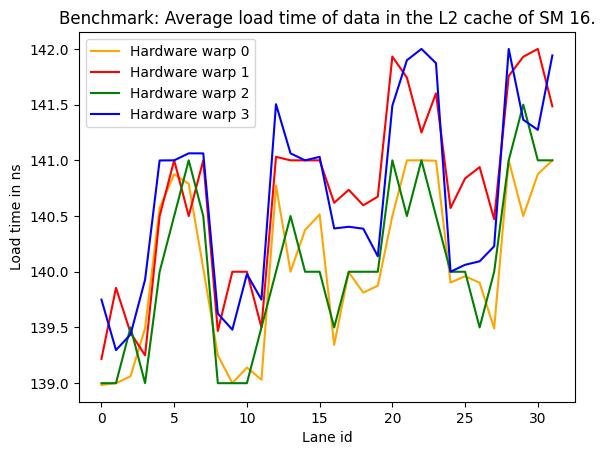 Benchmark: Average load time of data in the L2 cache of SM 16.
Hardware warp 0
Hardware warp 1
Hardware warp 2
Hardware warp 3
Load time in ns
142.0
141.5
141.0
140.5
140.0
139.5
139.0
0 5 10 15 20 25 30
Lane id